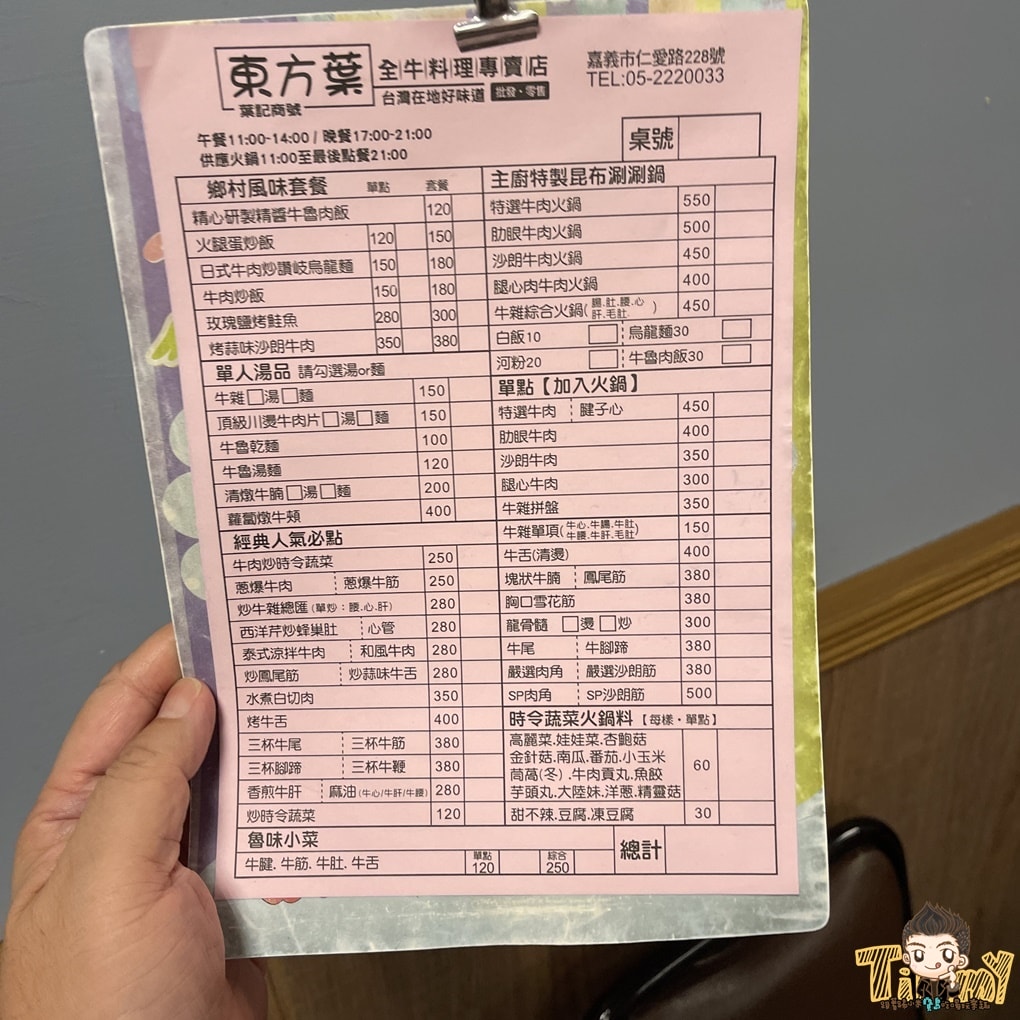 東方葉
葉記商號
全牛料理專賣店
台灣在地好味道 批發・零售
嘉義市仁愛路228號
TEL:05-2220033
午餐11:00-14:00 / 晚餐17:00-21:00
供應火鍋11:00至最後點餐21:00
桌號
鄉村風味套餐 單點 套餐
精心研製精醬牛魯肉飯 120
火腿蛋炒飯 120 150
日式牛肉炒讚岐烏龍麵 150 180
牛肉炒飯 150 180
玫瑰鹽烤鮭魚 280 300
烤蒜味沙朗牛肉 350 380
單人湯品 請勾選湯or麵
牛雜□湯□麵 150
頂級川燙牛肉片□湯□麵 150
牛魯乾麵 100
牛魯湯麵 120
清燉牛腩□湯□麵 200
蘿蔔燉牛頰 400
經典人氣必點
牛肉炒時令蔬菜 250
蔥爆牛肉 蔥爆牛筋 250
炒牛雜總匯(單炒:腰.心.肝) 280
西洋芹炒蜂巢肚 心管 280
泰式涼拌牛肉 和風牛肉 280
炒鳳尾筋 炒蒜味牛舌 280
水煮白切肉 350
烤牛舌 400
三杯牛尾 三杯牛筋 380
三杯腳蹄 三杯牛鞭 380
香煎牛肝 麻油(牛心/牛肝/牛腰) 280
炒時令蔬菜 120
魯味小菜
牛腱. 牛筋. 牛肚. 牛舌 單點 120 綜合 250
主廚特製昆布涮涮鍋
特選牛肉火鍋 550
肋眼牛肉火鍋 500
沙朗牛肉火鍋 450
腿心肉牛肉火鍋 400
牛雜綜合火鍋(腸.肚.腰.心 肝.毛肚.) 450
白飯10 □ 烏龍麵30 □
河粉20 □ 牛魯肉飯30 □
單點【加入火鍋】
特選牛肉 腱子心 450
肋眼牛肉 400
沙朗牛肉 350
腿心牛肉 300
牛雜拼盤 350
牛雜單項(牛心.牛腸.牛肚 牛腰.牛肝.毛肚) 150
牛舌(清燙) 400
塊狀牛腩 鳳尾筋 380
胸口雪花筋 380
龍骨髓 □燙□炒 300
牛尾 牛腳蹄 380
嚴選肉角 嚴選沙朗筋 380
SP肉角 SP沙朗筋 500
時令蔬菜火鍋料【每樣・單點】
高麗菜.娃娃菜.杏鮑菇
金針菇.南瓜.番茄.小玉米
茼萵(冬) .牛肉貢丸.魚餃 60
芋頭丸.大陸妹.洋蔥.精靈菇
甜不辣.豆腐.凍豆腐 30
總計